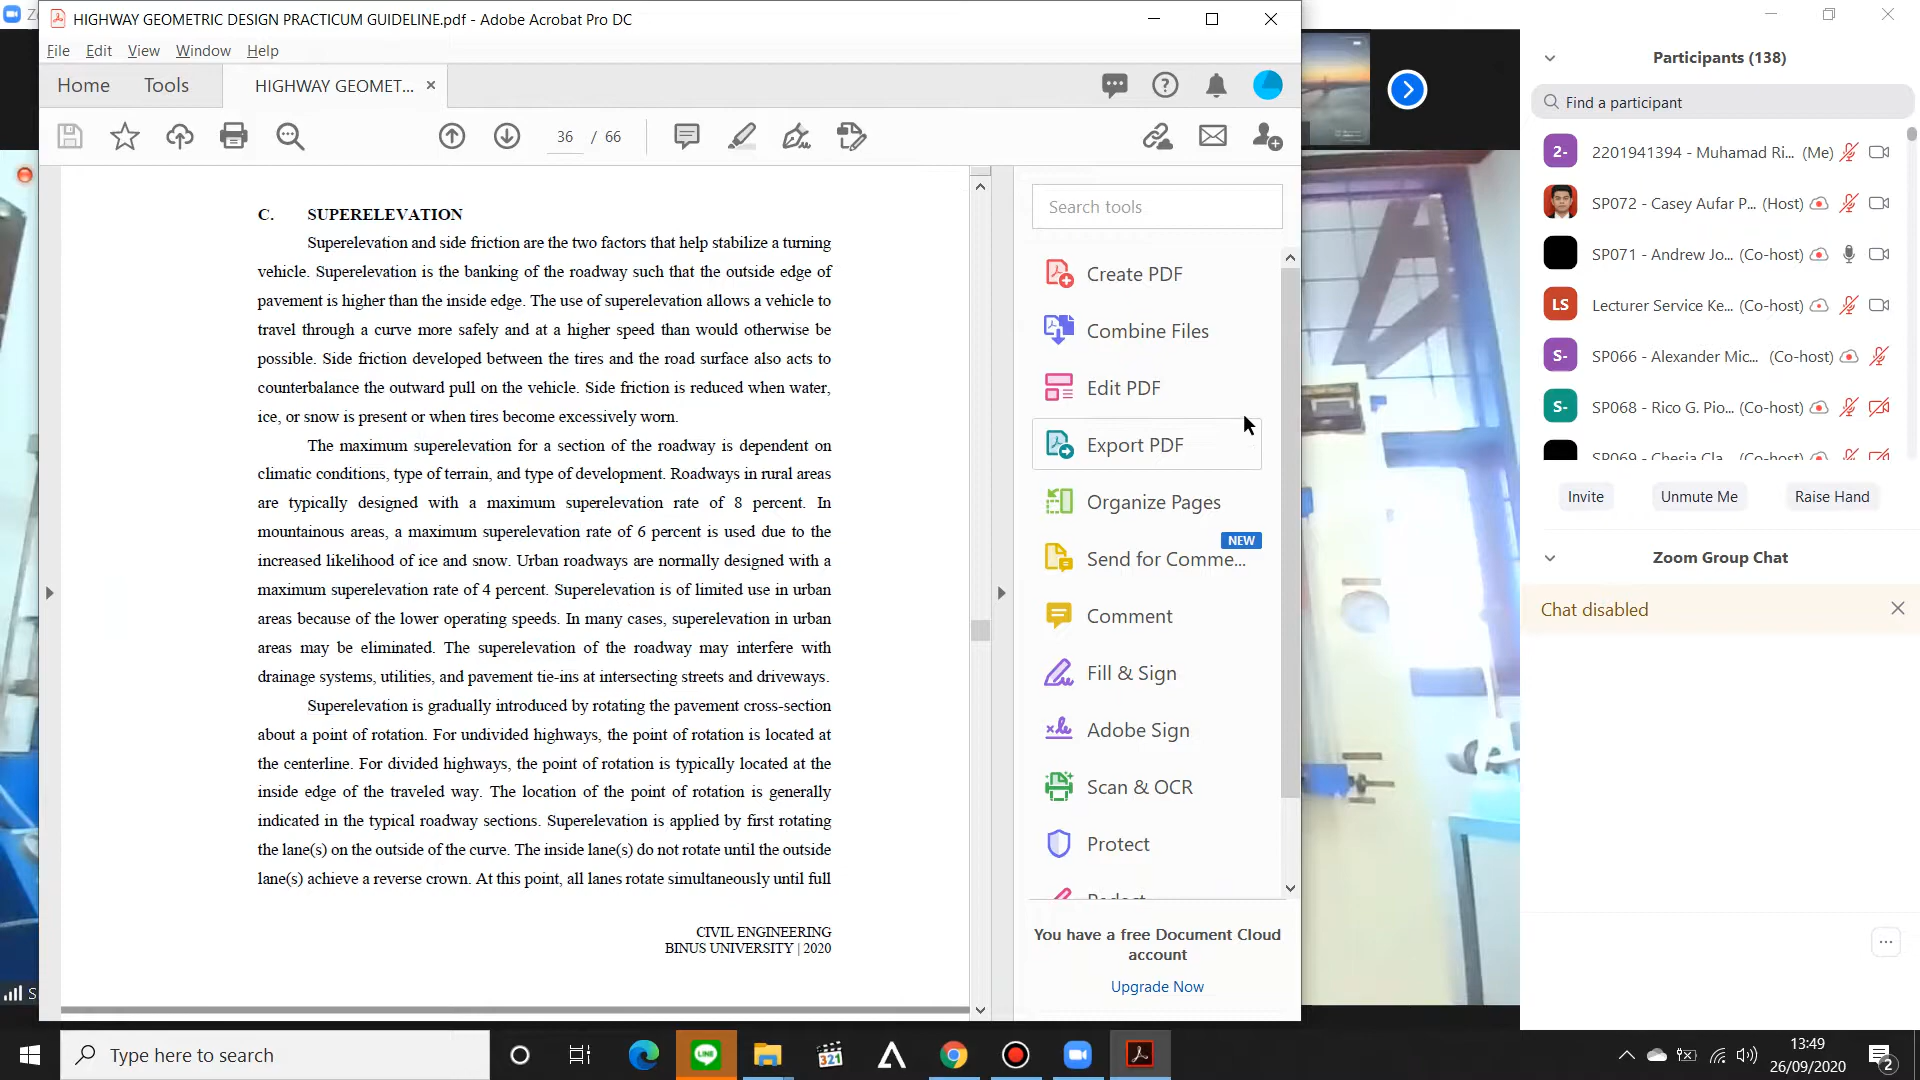 HIGHWAY GEOMETRIC DESIGN PRACTICUM GUIDELINE.pdf - Adobe Acrobat Pro DC
File Edit View Window Help
Home Tools HIGHWAY GEOMET... ×
36 / 66
C. SUPERELEVATION
Superelevation and side friction are the two factors that help stabilize a turning
vehicle. Superelevation is the banking of the roadway such that the outside edge of
pavement is higher than the inside edge. The use of superelevation allows a vehicle to
travel through a curve more safely and at a higher speed than would otherwise be
possible. Side friction developed between the tires and the road surface also acts to
counterbalance the outward pull on the vehicle. Side friction is reduced when water,
ice, or snow is present or when tires become excessively worn.
The maximum superelevation for a section of the roadway is dependent on
climatic conditions, type of terrain, and type of development. Roadways in rural areas
are typically designed with a maximum superelevation rate of 8 percent. In
mountainous areas, a maximum superelevation rate of 6 percent is used due to the
increased likelihood of ice and snow. Urban roadways are normally designed with a
maximum superelevation rate of 4 percent. Superelevation is of limited use in urban
areas because of the lower operating speeds. In many cases, superelevation in urban
areas may be eliminated. The superelevation of the roadway may interfere with
drainage systems, utilities, and pavement tie-ins at intersecting streets and driveways.
Superelevation is gradually introduced by rotating the pavement cross-section
about a point of rotation. For undivided highways, the point of rotation is located at
the centerline. For divided highways, the point of rotation is typically located at the
inside edge of the traveled way. The location of the point of rotation is generally
indicated in the typical roadway sections. Superelevation is applied by first rotating
the lane(s) on the outside of the curve. The inside lane(s) do not rotate until the outside
lane(s) achieve a reverse crown. At this point, all lanes rotate simultaneously until full
CIVIL ENGINEERING
BINUS UNIVERSITY | 2020
Search tools
Create PDF
Combine Files
Edit PDF
Export PDF
Organize Pages
NEW
Send for Comme...
Comment
Fill & Sign
Adobe Sign
Scan & OCR
Protect
Redact
You have a free Document Cloud
account
Upgrade Now
Participants (138)
Find a participant
2- 2201941394 - Muhamad Ri... (Me)
SP072 - Casey Aufar P... (Host)
SP071 - Andrew Jo... (Co-host)
LS Lecturer Service Ke... (Co-host)
S- SP066 - Alexander Mic... (Co-host)
S- SP068 - Rico G. Pio... (Co-host)
SP069 - Chesia Cla... (Co-host)
Invite Unmute Me Raise Hand
Zoom Group Chat
Chat disabled
Type here to search
LINE
321
13:49
26/09/2020
2